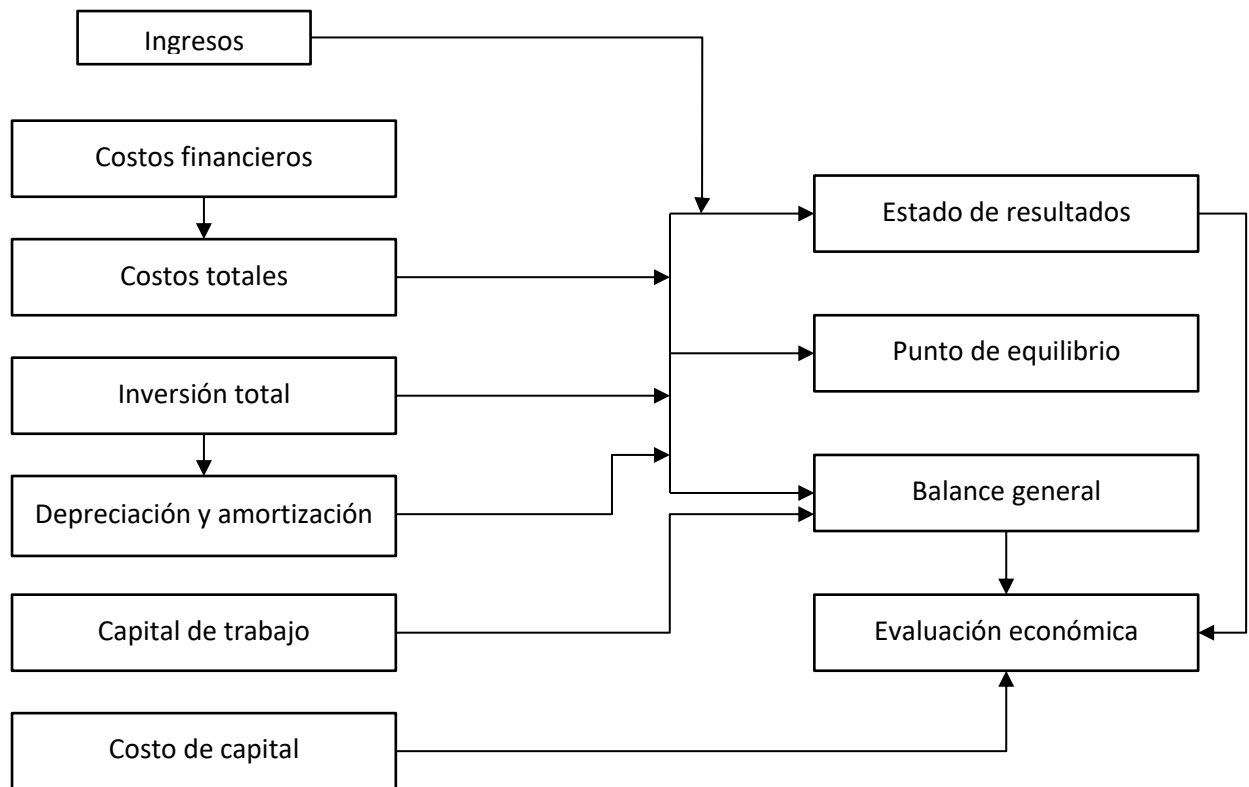 Ingresos
Costos financieros
Costos totales
Inversión total
Depreciación y amortización
Capital de trabajo
Costo de capital
Estado de resultados
Punto de equilibrio
Balance general
Evaluación económica